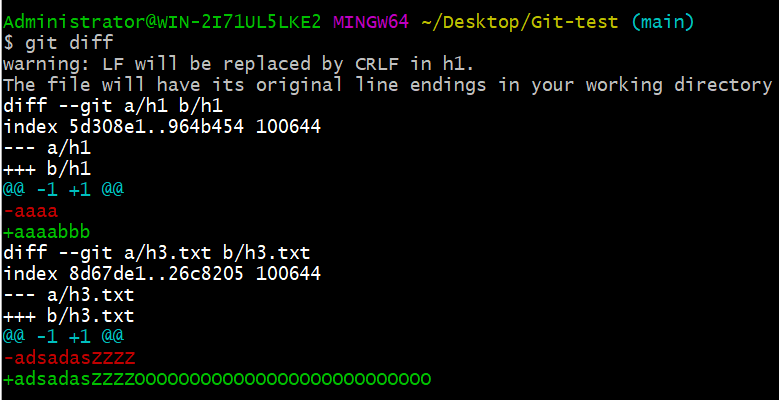 Administrator@WIN-2I71UL5LKE2 MINGW64 ~/Desktop/Git-test (main)
$ git diff
warning: LF will be replaced by CRLF in h1.
The file will have its original line endings in your working directory
diff --git a/h1 b/h1
index 5d308e1..964b454 100644
--- a/h1
+++ b/h1
@@ -1 +1 @@
-aaaa
+aaaabbb
diff --git a/h3.txt b/h3.txt
index 8d67de1..26c8205 100644
--- a/h3.txt
+++ b/h3.txt
@@ -1 +1 @@
-adsadasZZZZ
+adsadasZZZZOOOOOOOOOOOOOOOOOOOOOOOOOOO